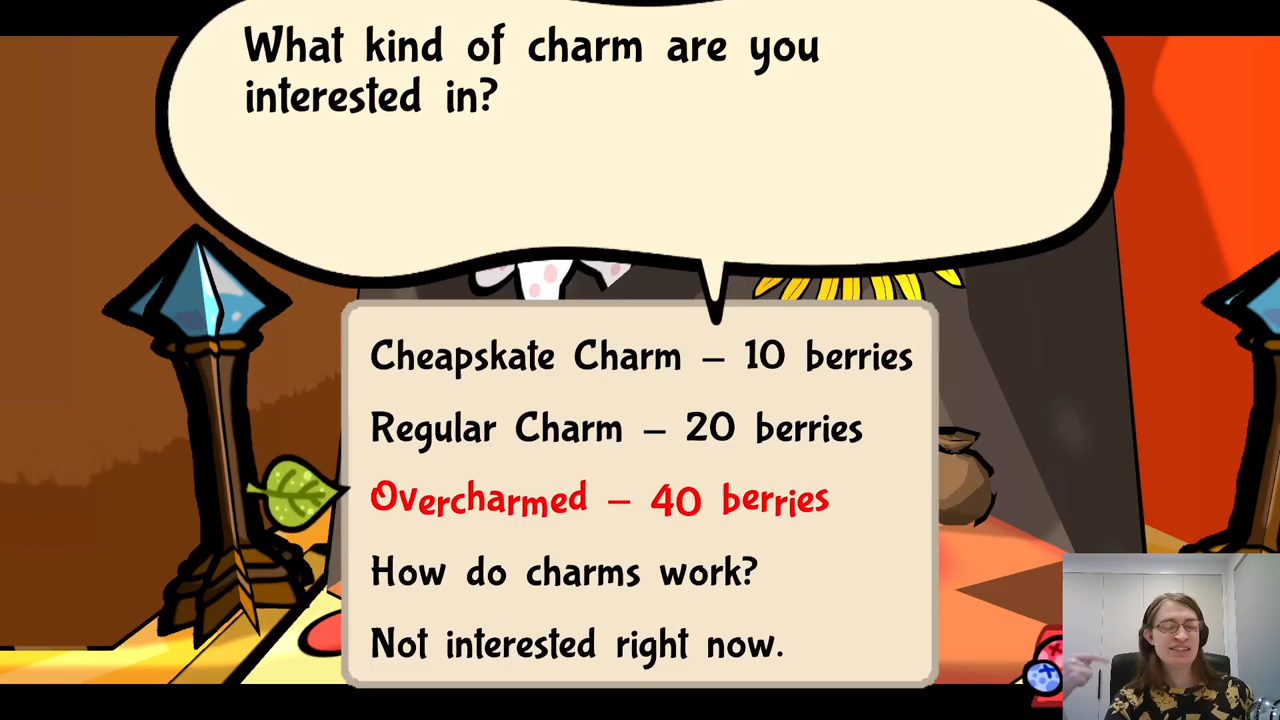 What kind of charm are you
interested in?
Cheapskate Charm – 10 berries
Regular Charm – 20 berries
Overcharmed – 40 berries
How do charms work?
Not interested right now.